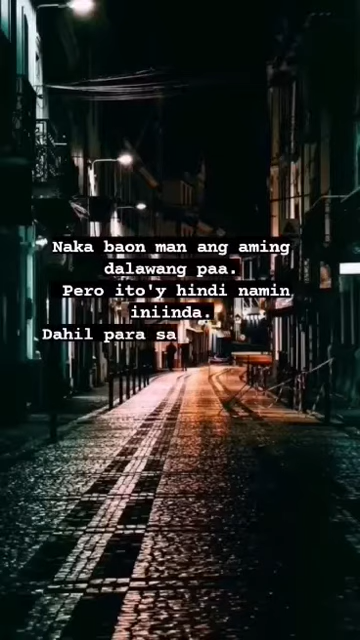 Naka baon man ang aming
dalawang paa.
Pero ito'y hindi namin
iniinda.
Dahil para sa